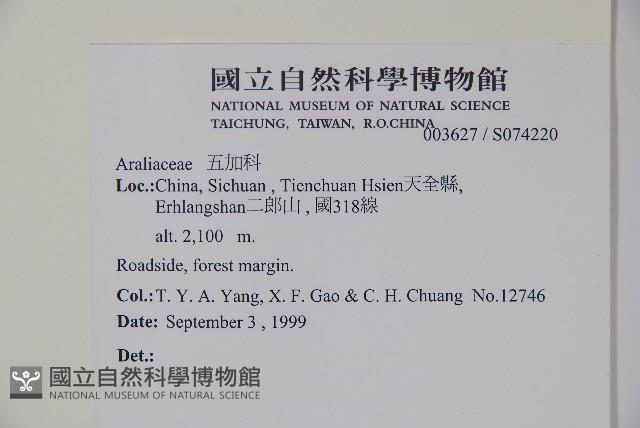 國立自然科學博物館
NATIONAL MUSEUM OF NATURAL SCIENCE
TAICHUNG, TAIWAN, R.O.CHINA
003627 / S074220
Araliaceae 五加科
Loc.:China, Sichuan , Tienchuan Hsien天全縣,
Erhlangshan二郎山 , 國318線
alt. 2,100 m.
Roadside, forest margin.
Col.: T. Y. A. Yang, X. F. Gao & C. H. Chuang No.12746
Date: September 3 , 1999
Det.:
國立自然科學博物館
NATIONAL MUSEUM OF NATURAL SCIENCE